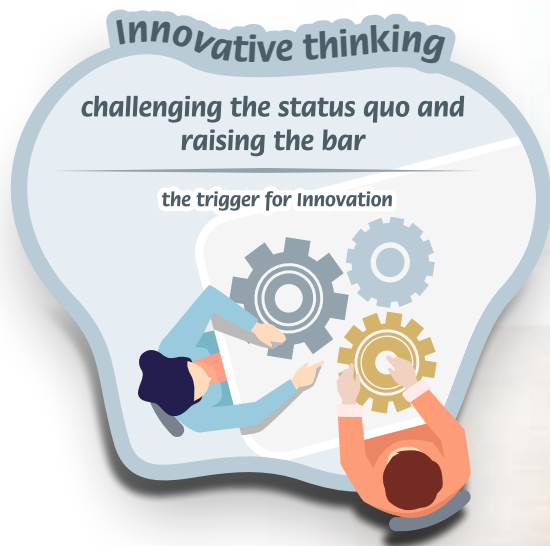 Innovative thinking
challenging the status quo and
raising the bar
the trigger for Innovation